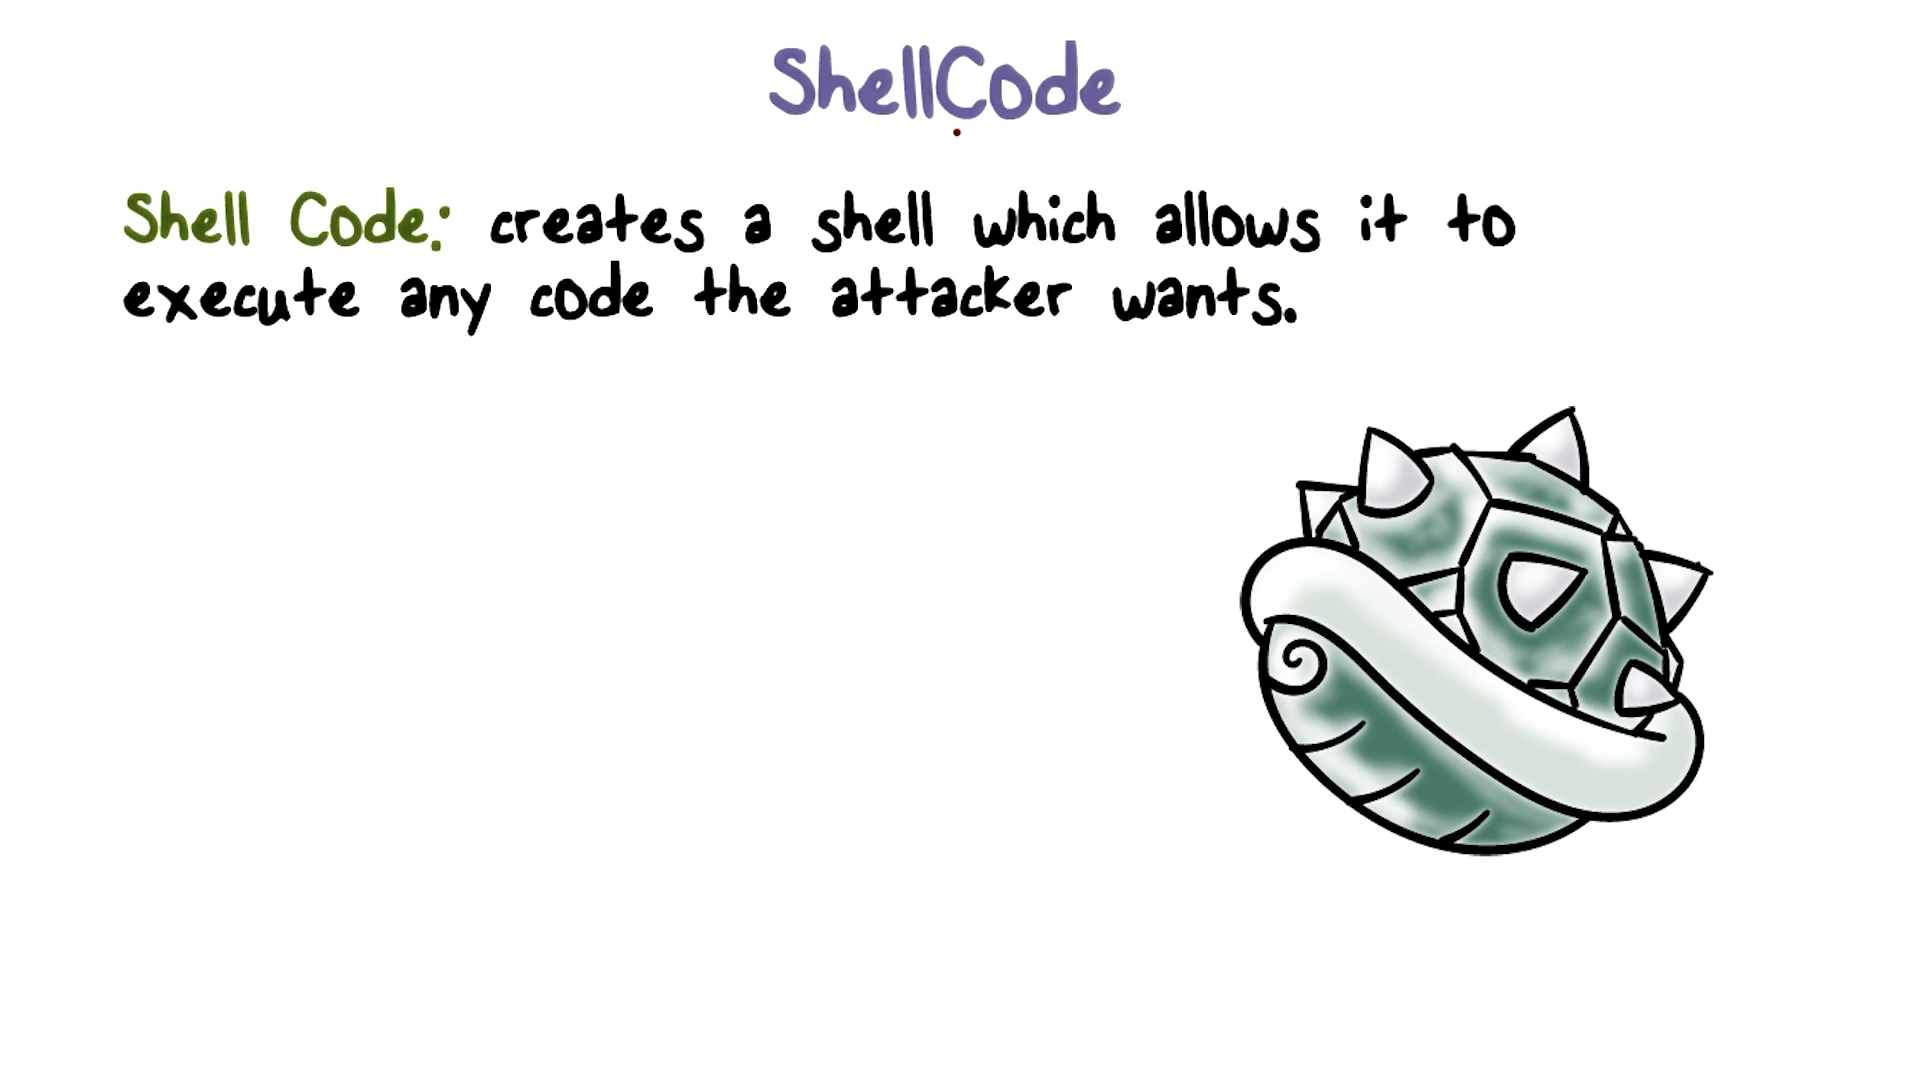 ShellCode
Shell Code: creates a shell which allows it to
execute any code the attacker wants.